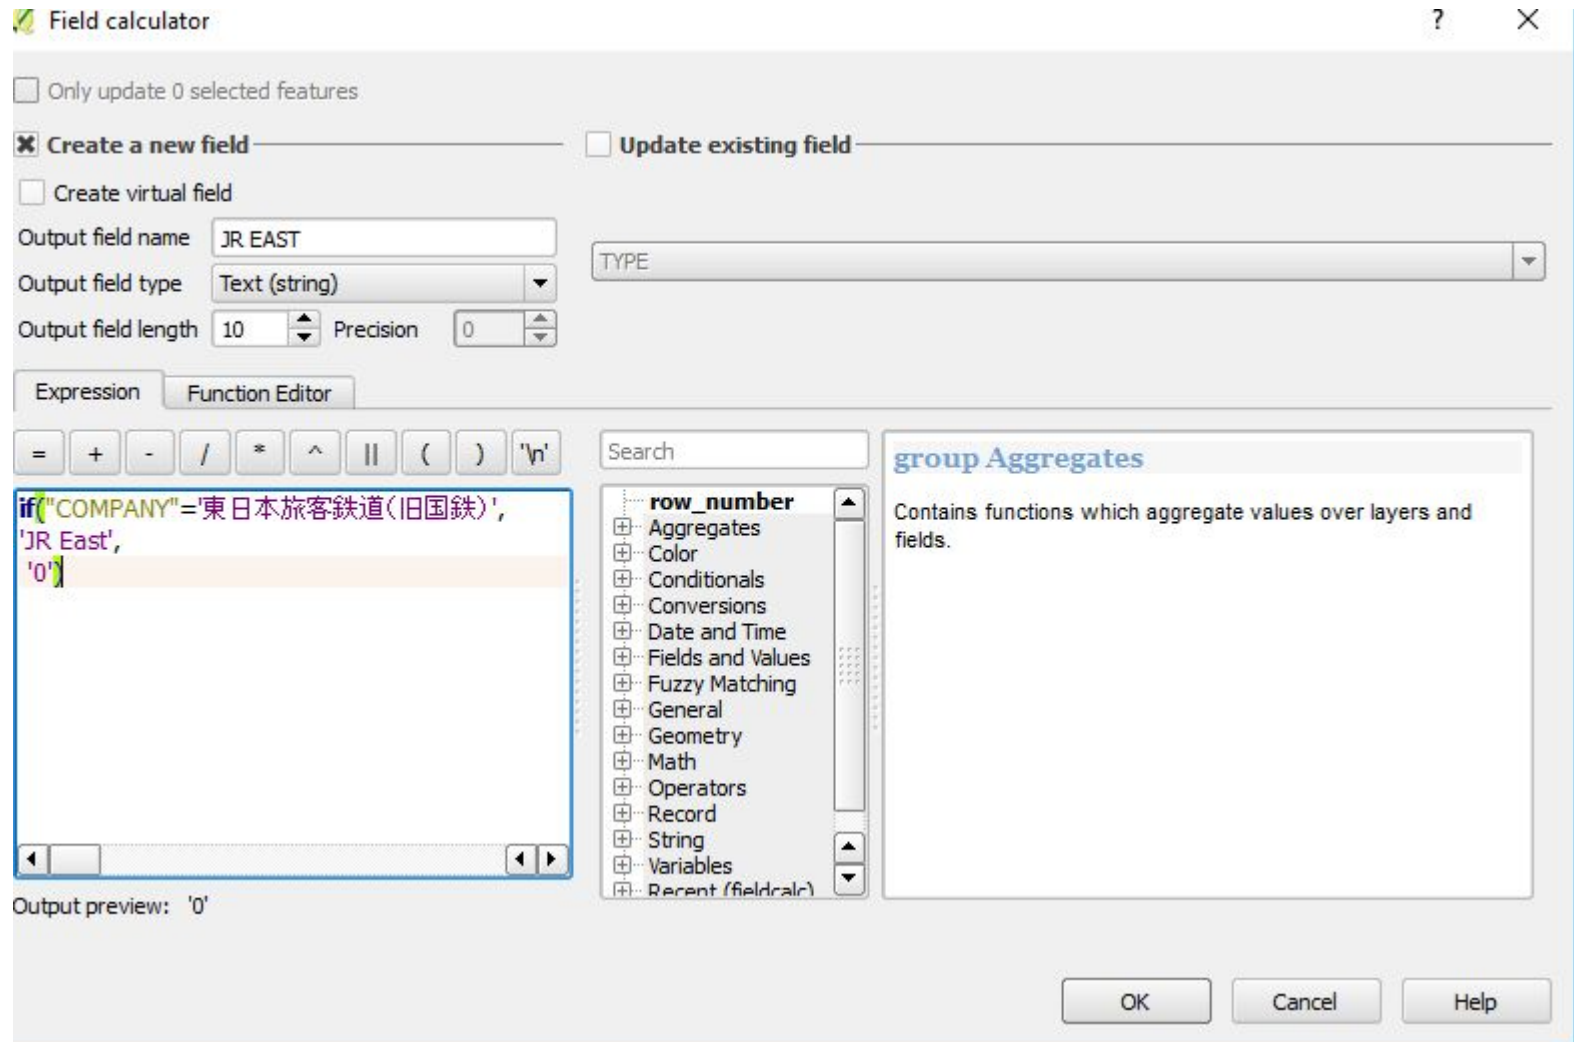 Field calculator
?
Only update 0 selected features
Create a new field
Update existing field
Create virtual field
Output field name JR EAST
TYPE
Output field type Text (string)
Output field length 10 Precision 0
Expression Function Editor
= + - / * ^ || ( ) '\n'
Search
group Aggregates
Contains functions which aggregate values over layers and
fields.
if("COMPANY"='東日本旅客鉄道(旧国鉄)',
'JR East',
'0')
row_number
Aggregates
Color
Conditionals
Conversions
Date and Time
Fields and Values
Fuzzy Matching
General
Geometry
Math
Operators
Record
String
Variables
Recent (fieldcalc)
Output preview: '0'
OK Cancel Help